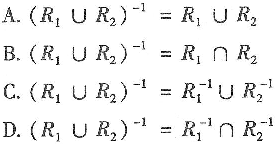 A. (R₁ ∪ R₂)⁻¹ = R₁ ∪ R₂
B. (R₁ ∪ R₂)⁻¹ = R₁ ∩ R₂
C. (R₁ ∪ R₂)⁻¹ = R₁⁻¹ ∪ R₂⁻¹
D. (R₁ ∪ R₂)⁻¹ = R₁⁻¹ ∩ R₂⁻¹